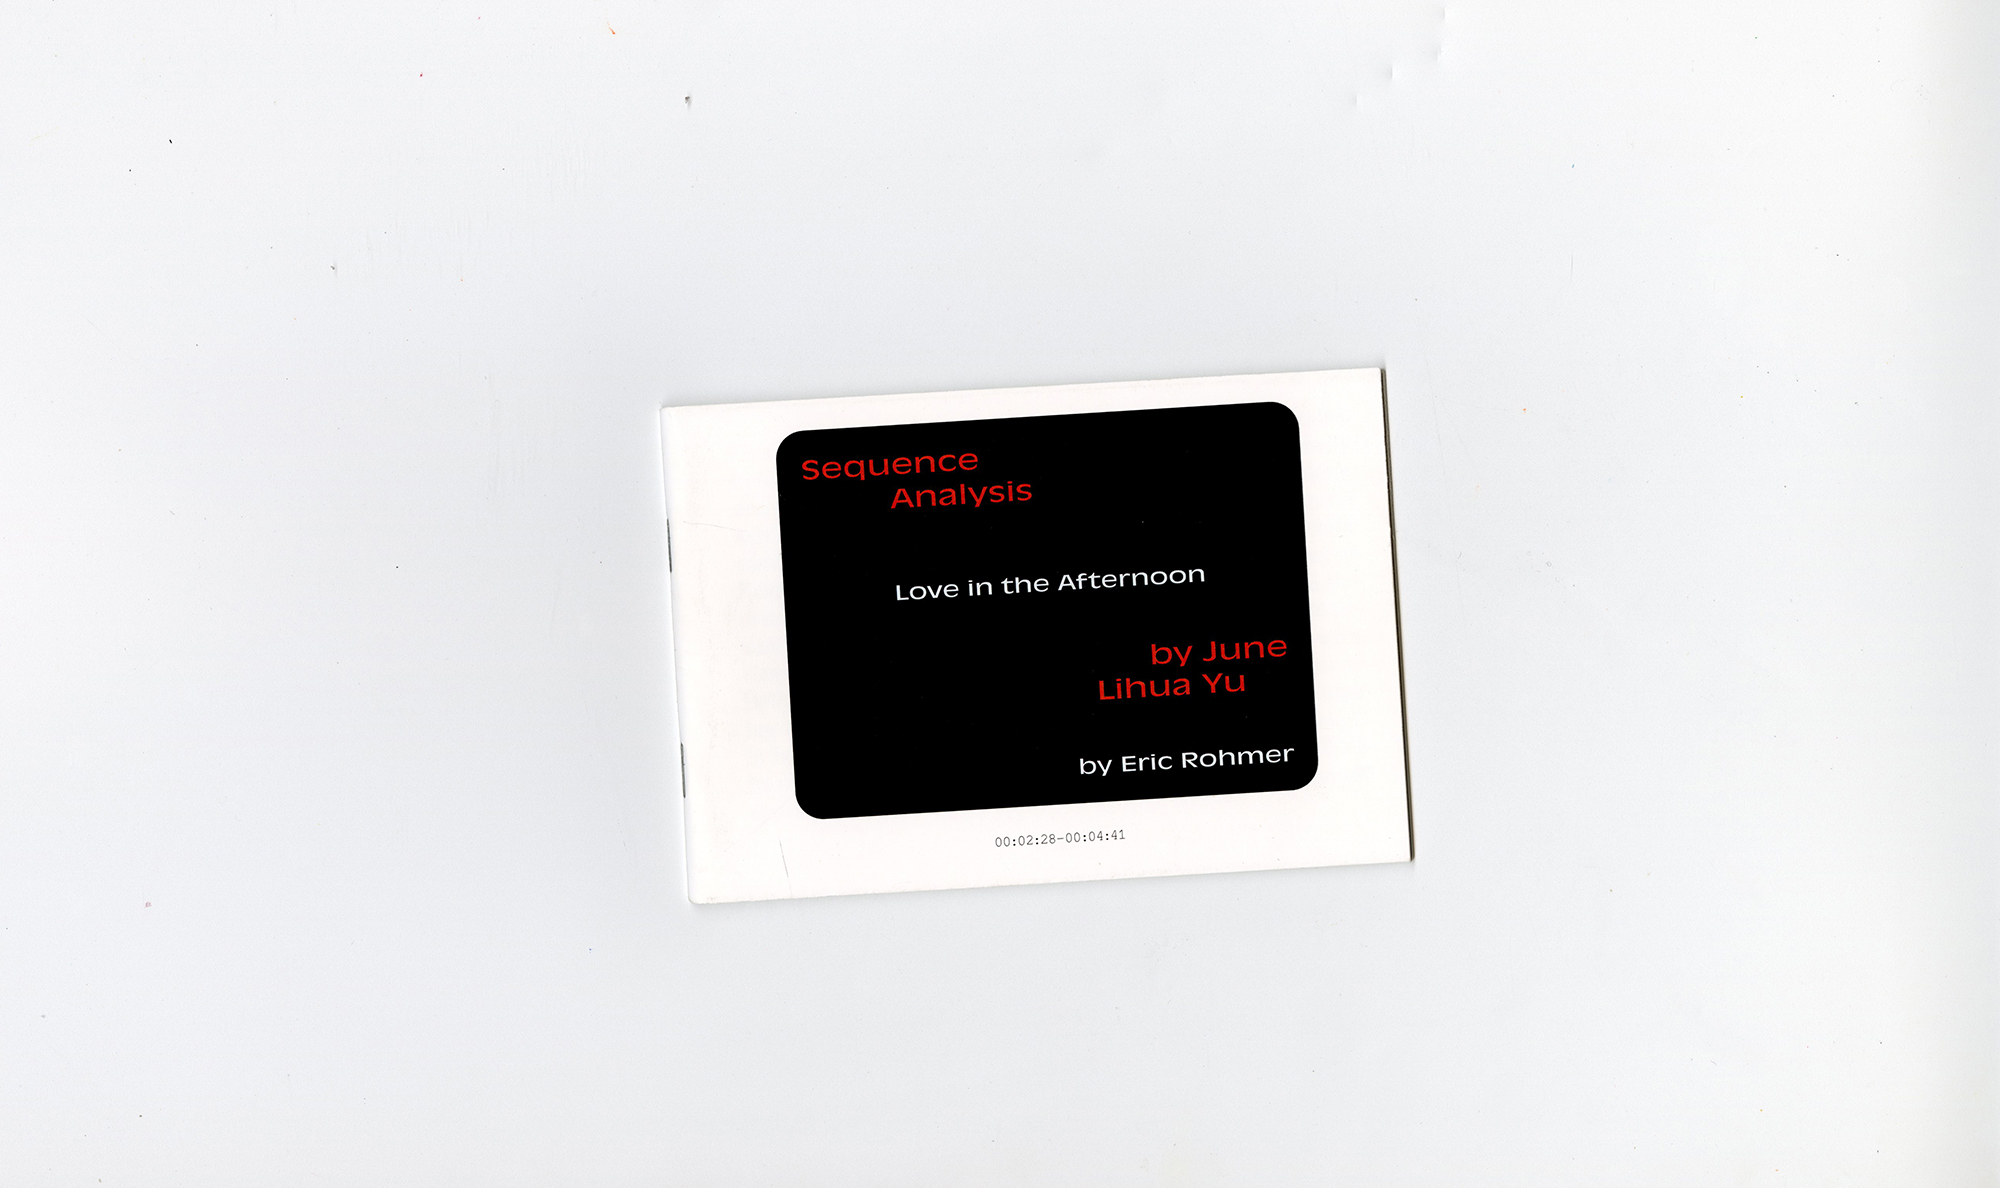 Sequence
Analysis
Love in the Afternoon
by June
Lihua Yu
by Eric Rohmer
00:02:28–00:04:41